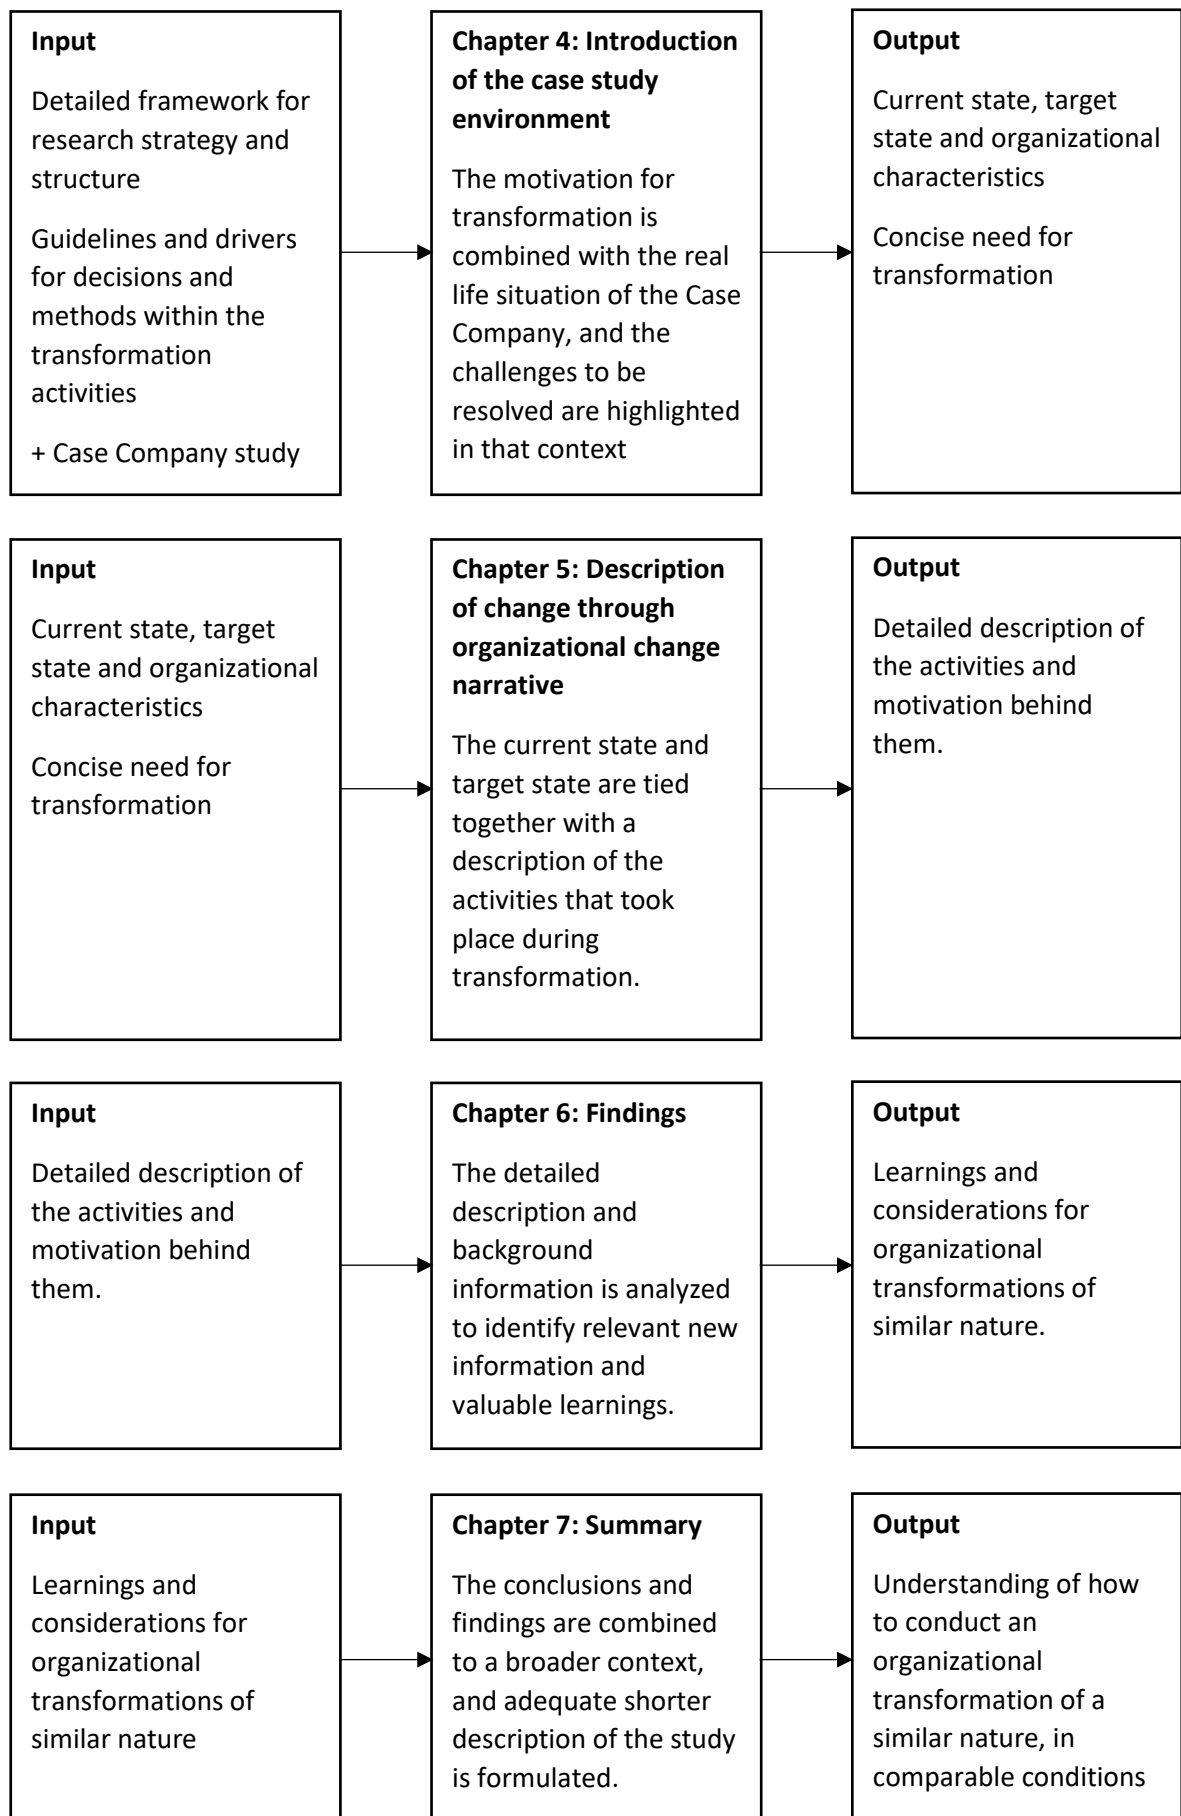 Input
Detailed framework for
research strategy and
structure
Guidelines and drivers
for decisions and
methods within the
transformation
activities
+ Case Company study
Chapter 4: Introduction
of the case study
environment
The motivation for
transformation is
combined with the real
life situation of the Case
Company, and the
challenges to be
resolved are highlighted
in that context
Output
Current state, target
state and organizational
characteristics
Concise need for
transformation
Input
Current state, target
state and organizational
characteristics
Concise need for
transformation
Chapter 5: Description
of change through
organizational change
narrative
The current state and
target state are tied
together with a
description of the
activities that took
place during
transformation.
Output
Detailed description of
the activities and
motivation behind
them.
Input
Detailed description of
the activities and
motivation behind
them.
Chapter 6: Findings
The detailed
description and
background
information is analyzed
to identify relevant new
information and
valuable learnings.
Output
Learnings and
considerations for
organizational
transformations of
similar nature.
Input
Learnings and
considerations for
organizational
transformations of
similar nature
Chapter 7: Summary
The conclusions and
findings are combined
to a broader context,
and adequate shorter
description of the study
is formulated.
Output
Understanding of how
to conduct an
organizational
transformation of a
similar nature, in
comparable conditions